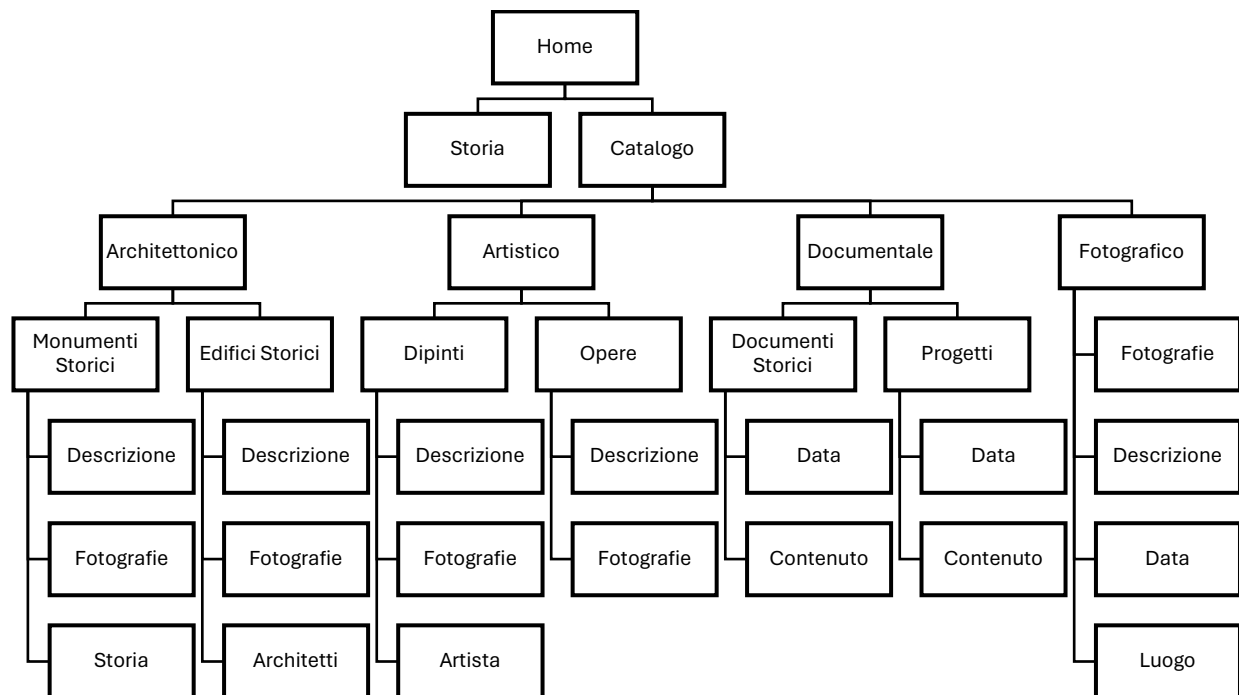 Home
Storia
Catalogo
Architettonico
Artistico
Documentale
Fotografico
Monumenti
Storici
Edifici Storici
Dipinti
Opere
Documenti
Storici
Progetti
Fotografie
Descrizione
Descrizione
Descrizione
Descrizione
Data
Data
Descrizione
Fotografie
Fotografie
Fotografie
Fotografie
Contenuto
Contenuto
Data
Storia
Architetti
Artista
Luogo